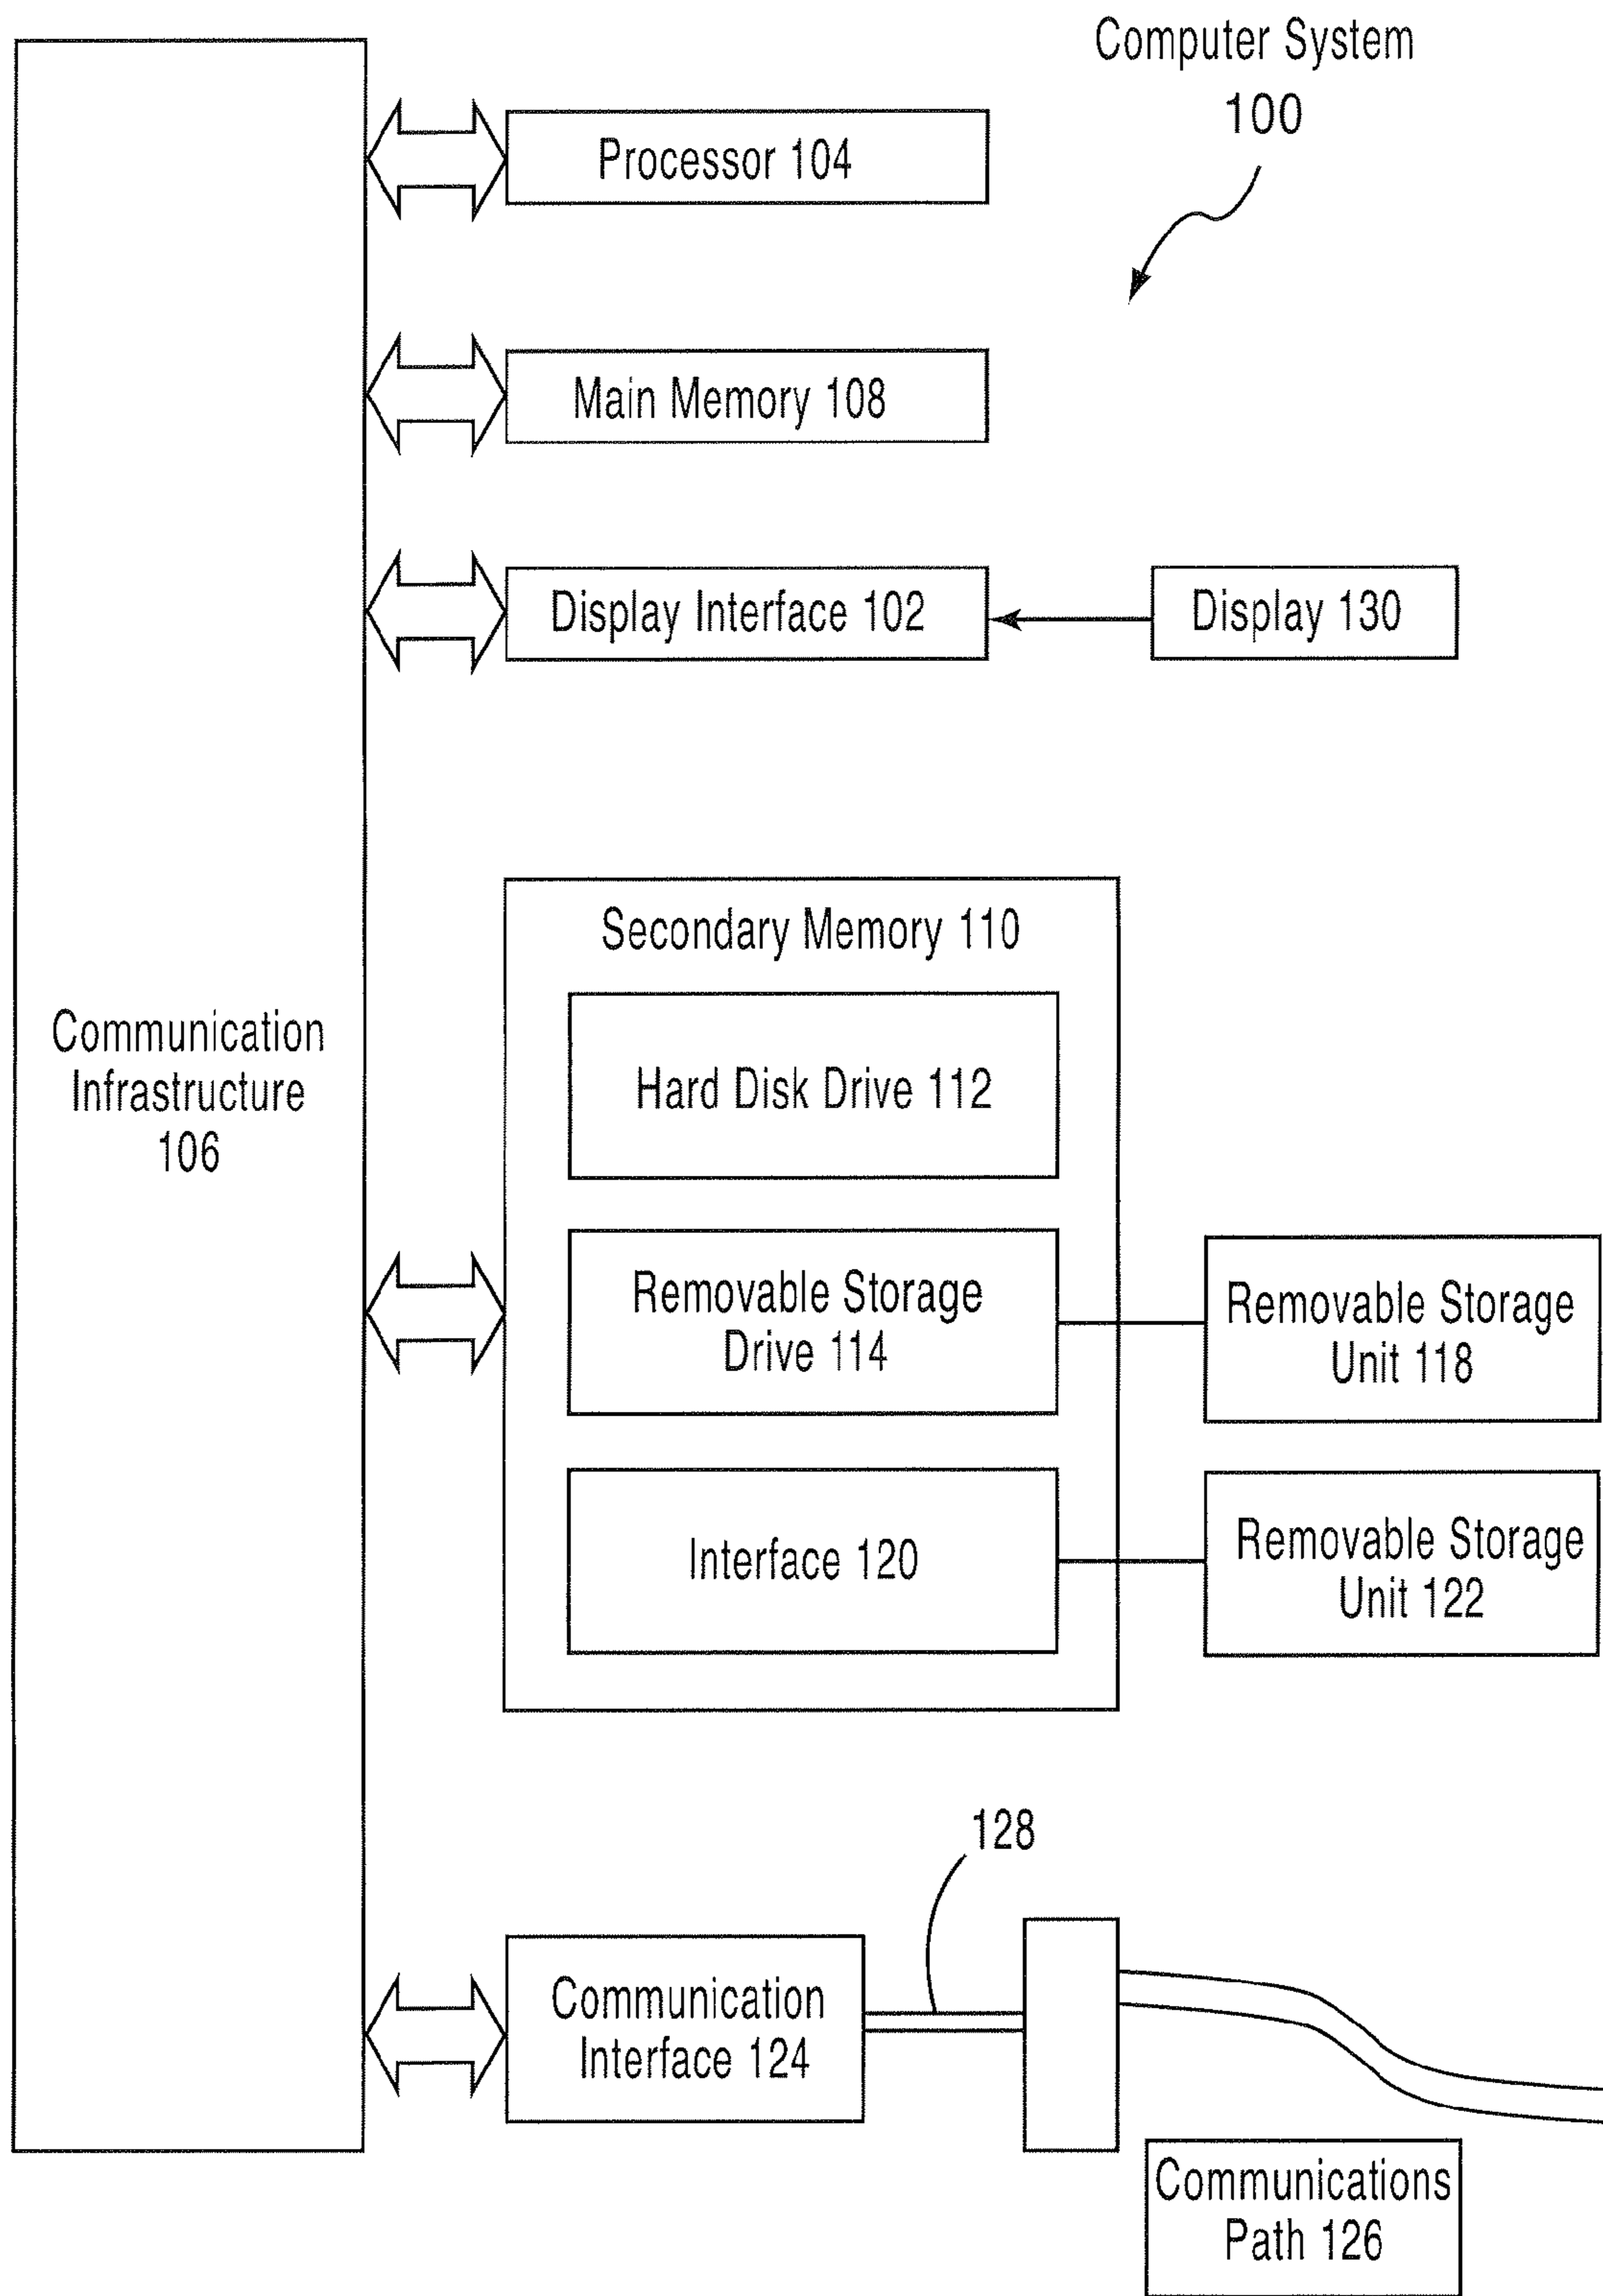 Computer System
100
Processor 104
Main Memory 108
Display Interface 102
Display 130
Secondary Memory 110
Hard Disk Drive 112
Communication
Infrastructure
106
Removable Storage
Drive 114
Removable Storage
Unit 118
Interface 120
Removable Storage
Unit 122
128
Communication
Interface 124
Communications
Path 126